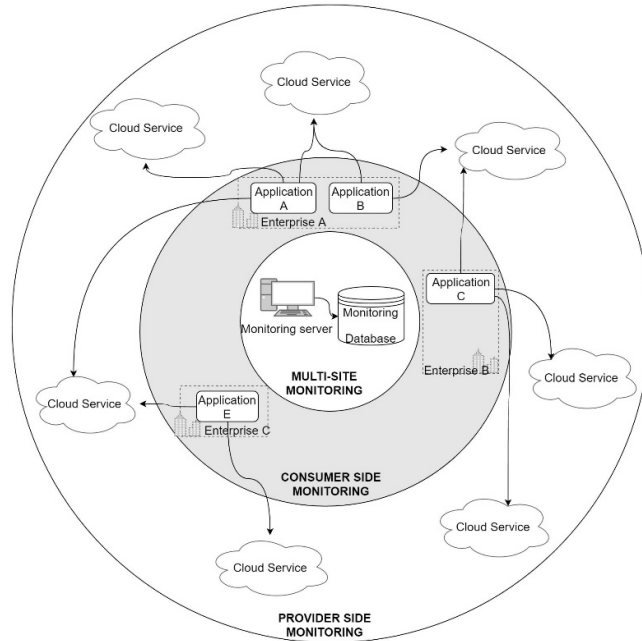 Cloud Service
Cloud Service
Cloud Service
Application
A
Application
B
Enterprise A
Application
C
Enterprise B
Monitoring server
Monitoring
Database
MULTI-SITE
MONITORING
Cloud Service
Cloud Service
Application
E
Enterprise C
CONSUMER SIDE
MONITORING
Cloud Service
Cloud Service
PROVIDER SIDE
MONITORING